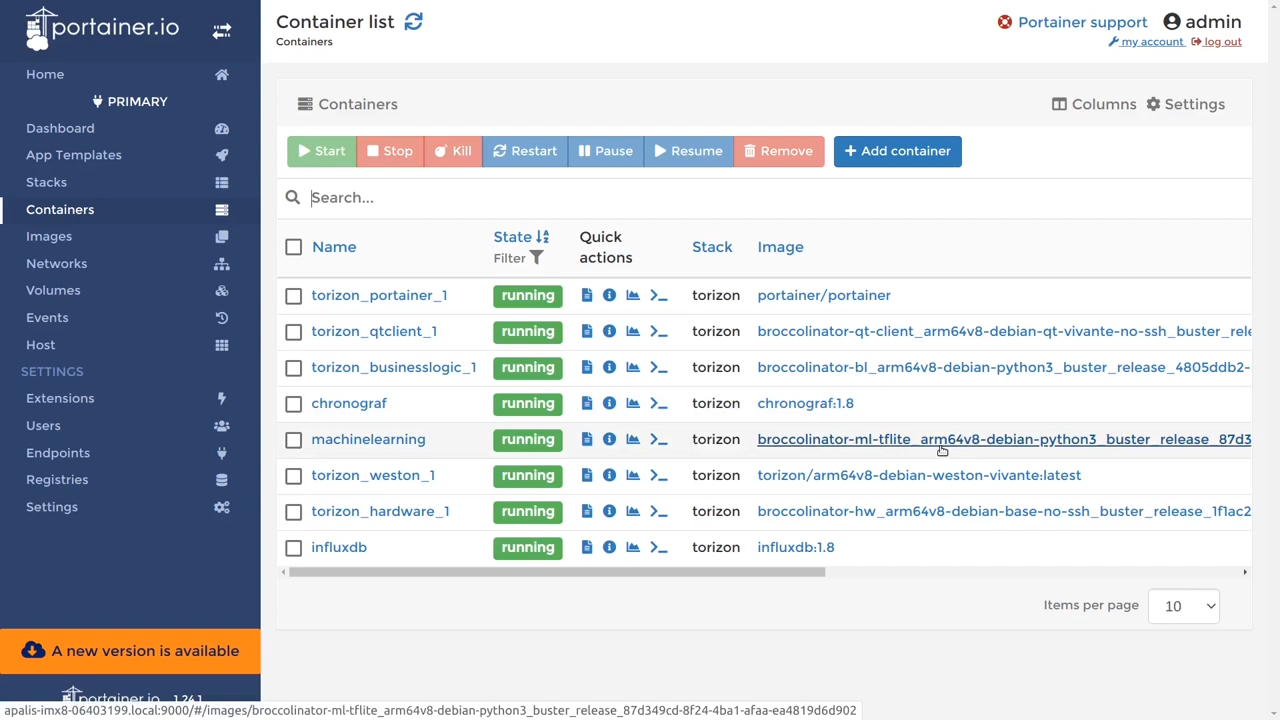 portainer.io
Container list
Containers
Portainer support
admin
my account
log out
Home
PRIMARY
Dashboard
App Templates
Stacks
Containers
Images
Networks
Volumes
Events
Host
SETTINGS
Extensions
Users
Endpoints
Registries
Settings
A new version is available
portainer.io 1.24.1
Containers
Columns
Settings
Start
Stop
Kill
Restart
Pause
Resume
Remove
+ Add container
Search...
Name State Filter Quick actions Stack Image
torizon_portainer_1 running torizon portainer/portainer
torizon_qtclient_1 running torizon broccolinator-qt-client_arm64v8-debian-qt-vivante-no-ssh_buster_rele
torizon_businesslogic_1 running torizon broccolinator-bl_arm64v8-debian-python3_buster_release_4805ddb2-
chronograf running torizon chronograf:1.8
machinelearning running torizon broccolinator-ml-tflite_arm64v8-debian-python3_buster_release_87d3
torizon_weston_1 running torizon torizon/arm64v8-debian-weston-vivante:latest
torizon_hardware_1 running torizon broccolinator-hw_arm64v8-debian-base-no-ssh_buster_release_1f1ac2
influxdb running torizon influxdb:1.8
Items per page 10
apalis-imx8-06403199.local:9000/#/images/broccolinator-ml-tflite_arm64v8-debian-python3_buster_release_87d349cd-8f24-4ba1-afaa-ea4819d6d902